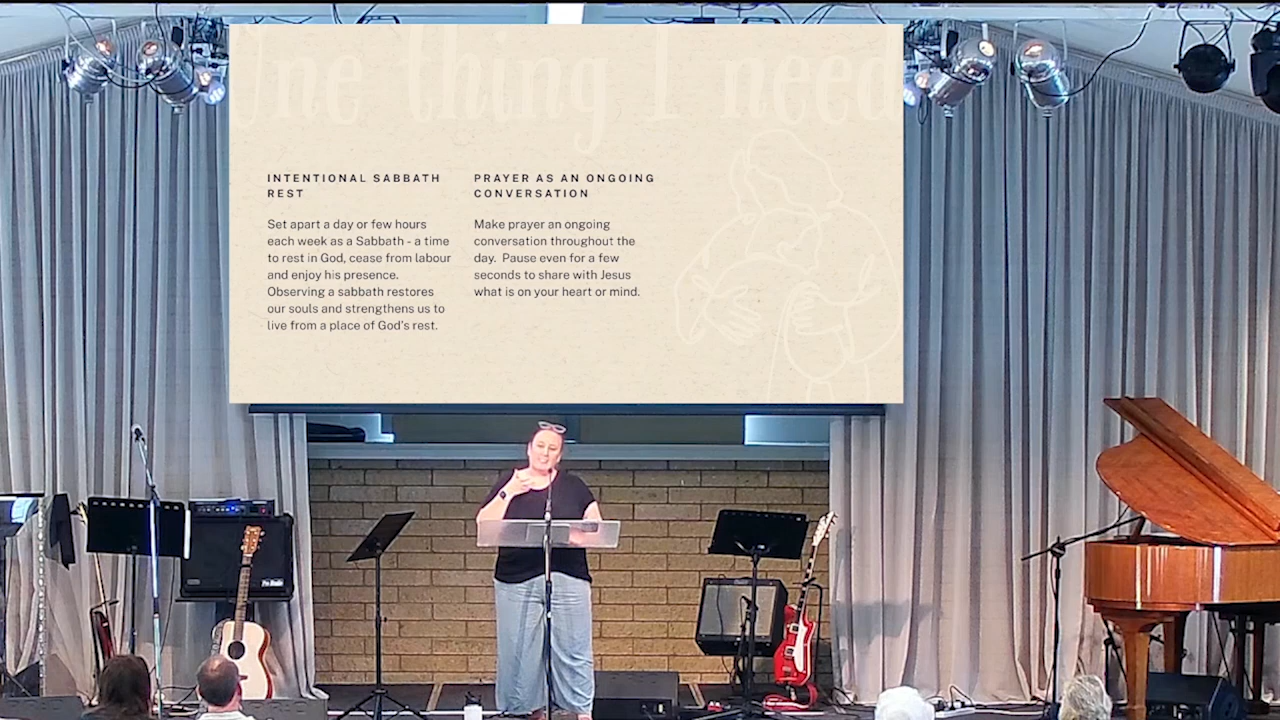 One thing I need
INTENTIONAL SABBATH
REST
Set apart a day or few hours
each week as a Sabbath - a time
to rest in God, cease from labour
and enjoy his presence.
Observing a sabbath restores
our souls and strengthens us to
live from a place of God's rest.
PRAYER AS AN ONGOING
CONVERSATION
Make prayer an ongoing
conversation throughout the
day.  Pause even for a few
seconds to share with Jesus
what is on your heart or mind.